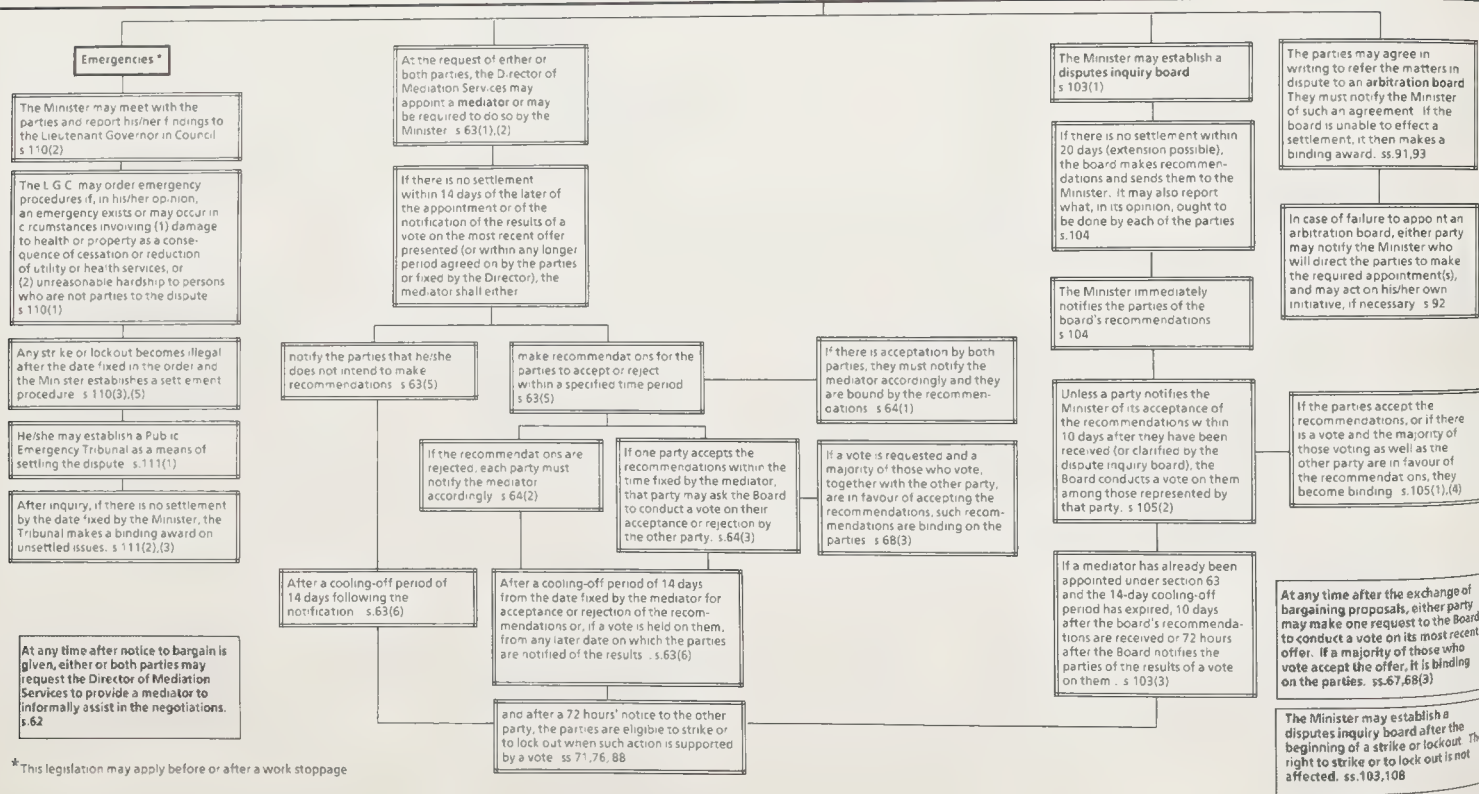 Emergencies *
The Minister may meet with the
parties and report his/her findings to
the Lieutenant Governor in Council
s 110(2)
The L G C may order emergency
procedures if, in his/her opinion,
an emergency exists or may occur in
circumstances involving (1) damage
to health or property as a conse-
quence of cessation or reduction
of utility or health services, or
(2) unreasonable hardship to persons
who are not parties to the dispute
s 110(1)
Any strike or lockout becomes illegal
after the date fixed in the order and
the Minister establishes a settlement
procedure s 110(3),(5)
He/she may establish a Public
Emergency Tribunal as a means of
settling the dispute s.111(1)
After inquiry, if there is no settlement
by the date fixed by the Minister, the
Tribunal makes a binding award on
unsettled issues. s 111(2),(3)
At any time after notice to bargain is
given, either or both parties may
request the Director of Mediation
Services to provide a mediator to
informally assist in the negotiations.
s.62
At the request of either or
both parties, the Director of
Mediation Services may
appoint a mediator or may
be required to do so by the
Minister s 63(1),(2)
If there is no settlement
within 14 days of the later of
the appointment or of the
notification of the results of a
vote on the most recent offer
presented (or within any longer
period agreed on by the parties
or fixed by the Director), the
mediator shall either
notify the parties that he/she
does not intend to make
recommendations s 63(5)
make recommendations for the
parties to accept or reject
within a specified time period
s 63(5)
If there is acceptation by both
parties, they must notify the
mediator accordingly and they
are bound by the recommen-
dations s 64(1)
If the recommendations are
rejected, each party must
notify the mediator
accordingly s 64(2)
If one party accepts the
recommendations within the
time fixed by the mediator,
that party may ask the Board
to conduct a vote on their
acceptance or rejection by
the other party. s.64(3)
If a vote is requested and a
majority of those who vote,
together with the other party,
are in favour of accepting the
recommendations, such recom-
mendations are binding on the
parties s 68(3)
After a cooling-off period of
14 days following the
notification s.63(6)
After a cooling-off period of 14 days
from the date fixed by the mediator for
acceptance or rejection of the recom-
mendations or, if a vote is held on them,
from any later date on which the parties
are notified of the results . s.63(6)
and after a 72 hours' notice to the other
party, the parties are eligible to strike or
to lock out when such action is supported
by a vote ss 71,76,88
The Minister may establish a
disputes inquiry board
s 103(1)
If there is no settlement within
20 days (extension possible),
the board makes recommen-
dations and sends them to the
Minister. It may also report
what, in its opinion, ought to
be done by each of the parties
s.104
The Minister immediately
notifies the parties of the
board's recommendations
s 104
Unless a party notifies the
Minister of its acceptance of
the recommendations within
10 days after they have been
received (or clarified by the
dispute inquiry board), the
Board conducts a vote on them
among those represented by
that party. s 105(2)
If the parties accept the
recommendations, or if there
is a vote and the majority of
those voting as well as the
other party are in favour of
the recommendations, they
become binding s.105(1),(4)
If a mediator has already been
appointed under section 63
and the 14-day cooling-off
period has expired, 10 days
after the board's recommenda-
tions are received or 72 hours
after the Board notifies the
parties of the results of a vote
on them . s 103(3)
The parties may agree in
writing to refer the matters in
dispute to an arbitration board
They must notify the Minister
of such an agreement If the
board is unable to effect a
settlement, it then makes a
binding award. ss.91,93
In case of failure to appoint an
arbitration board, either party
may notify the Minister who
will direct the parties to make
the required appointment(s),
and may act on his/her own
initiative, if necessary s 92
At any time after the exchange of
bargaining proposals, either party
may make one request to the Board
to conduct a vote on its most recent
offer. If a majority of those who
vote accept the offer, it is binding
on the parties. ss.67,68(3)
The Minister may establish a
disputes inquiry board after the
beginning of a strike or lockout The
right to strike or to lock out is not
affected. ss.103,108
* This legislation may apply before or after a work stoppage